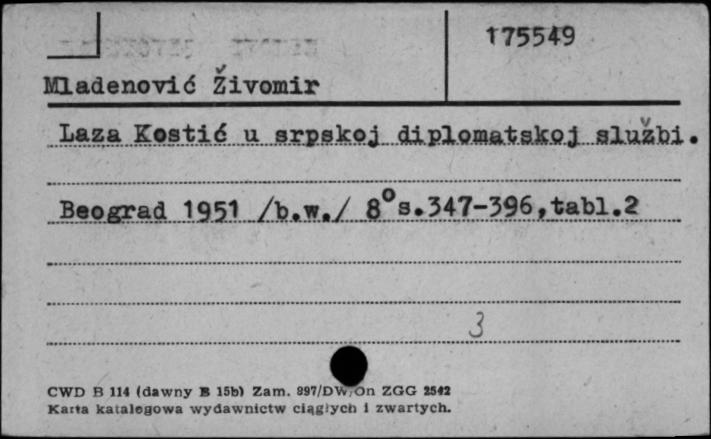 175549
Mladenović Živomir
Laza Kostić u srpskoj diplomatskoj službi.
Beograd 1951 /b.w./ 8° s.347-396,tabl.2
3
CWD B 114 (dawny B 15b) Zam. 997/DW/On ZGG 2542
Karta katalogowa wydawnictw ciągłych i zwartych.